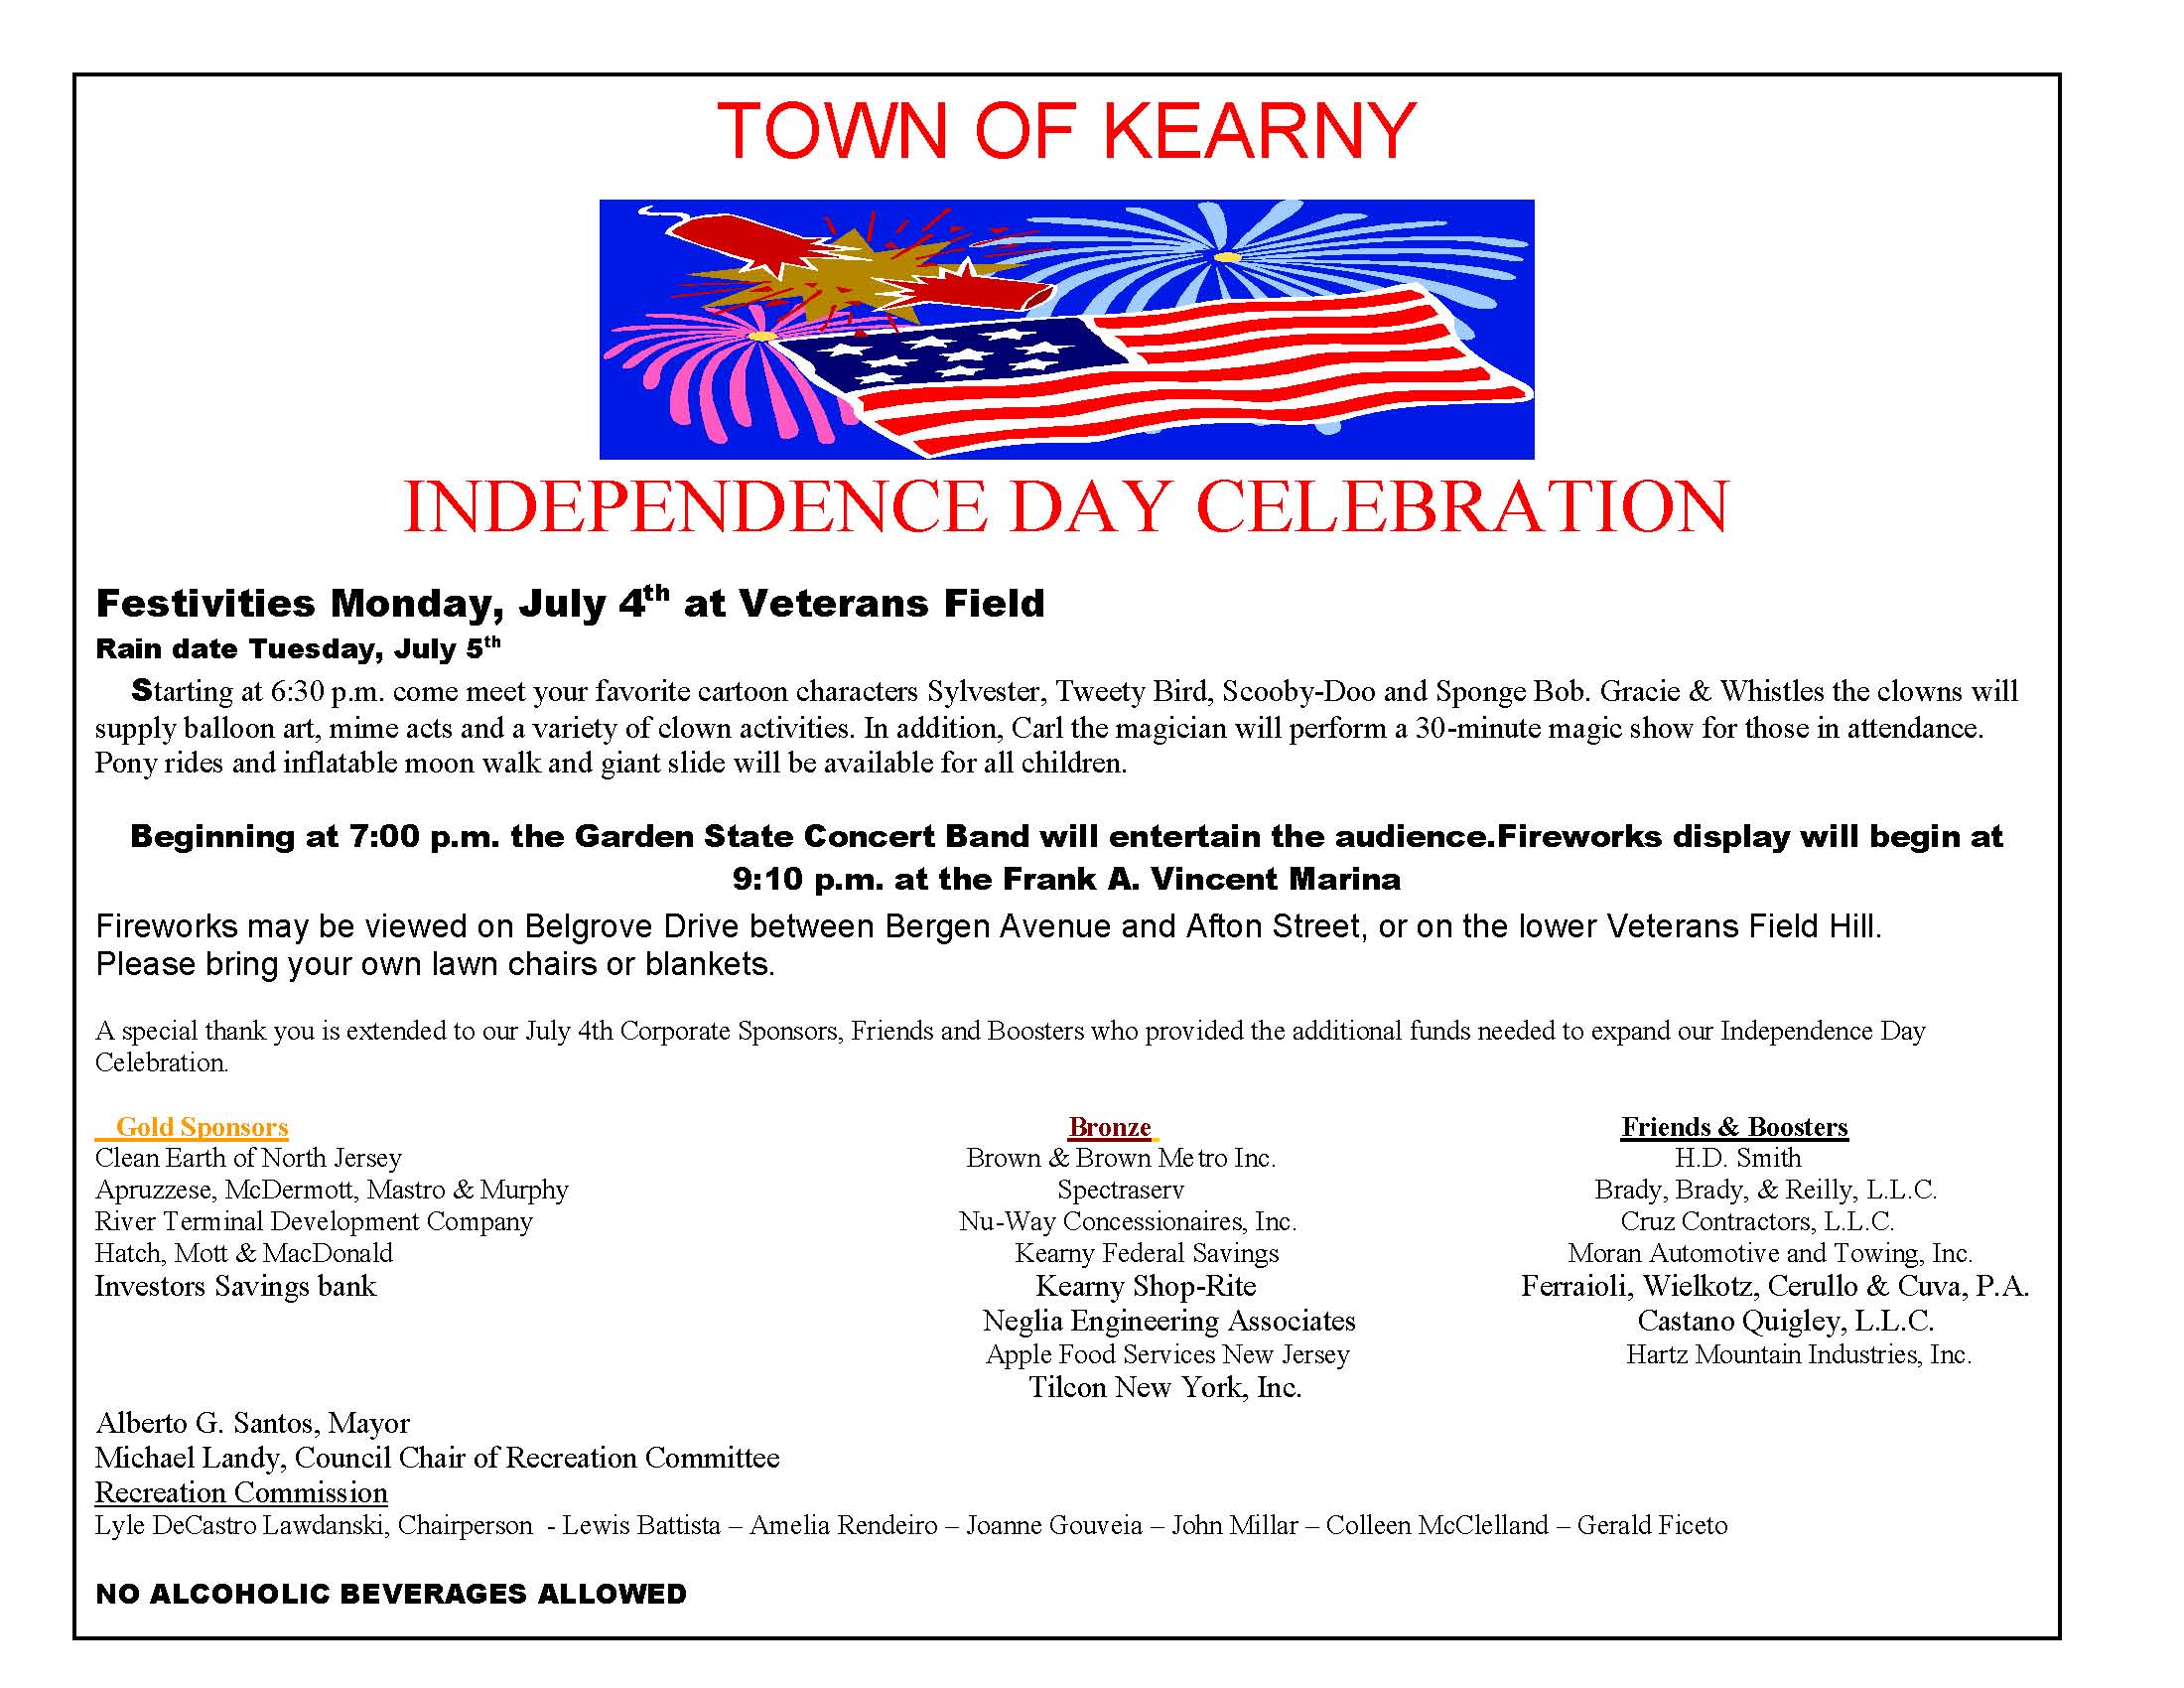 TOWN OF KEARNY
INDEPENDENCE DAY CELEBRATION
Festivities Monday, July 4th at Veterans Field
Rain date Tuesday, July 5th
Starting at 6:30 p.m. come meet your favorite cartoon characters Sylvester, Tweety Bird, Scooby-Doo and Sponge Bob. Gracie & Whistles the clowns will
supply balloon art, mime acts and a variety of clown activities. In addition, Carl the magician will perform a 30-minute magic show for those in attendance.
Pony rides and inflatable moon walk and giant slide will be available for all children.
Beginning at 7:00 p.m. the Garden State Concert Band will entertain the audience.Fireworks display will begin at
9:10 p.m. at the Frank A. Vincent Marina
Fireworks may be viewed on Belgrove Drive between Bergen Avenue and Afton Street, or on the lower Veterans Field Hill.
Please bring your own lawn chairs or blankets.
A special thank you is extended to our July 4th Corporate Sponsors, Friends and Boosters who provided the additional funds needed to expand our Independence Day
Celebration.
Gold Sponsors Bronze Friends & Boosters
Clean Earth of North Jersey Brown & Brown Metro Inc. H.D. Smith
Apruzzese, McDermott, Mastro & Murphy Spectraserv Brady, Brady, & Reilly, L.L.C.
River Terminal Development Company Nu-Way Concessionaires, Inc. Cruz Contractors, L.L.C.
Hatch, Mott & MacDonald Kearny Federal Savings Moran Automotive and Towing, Inc.
Investors Savings bank Kearny Shop-Rite Ferraioli, Wielkotz, Cerullo & Cuva, P.A.
Neglia Engineering Associates Castano Quigley, L.L.C.
Apple Food Services New Jersey Hartz Mountain Industries, Inc.
Tilcon New York, Inc.
Alberto G. Santos, Mayor
Michael Landy, Council Chair of Recreation Committee
Recreation Commission
Lyle DeCastro Lawdanski, Chairperson - Lewis Battista – Amelia Rendeiro – Joanne Gouveia – John Millar – Colleen McClelland – Gerald Ficeto
NO ALCOHOLIC BEVERAGES ALLOWED